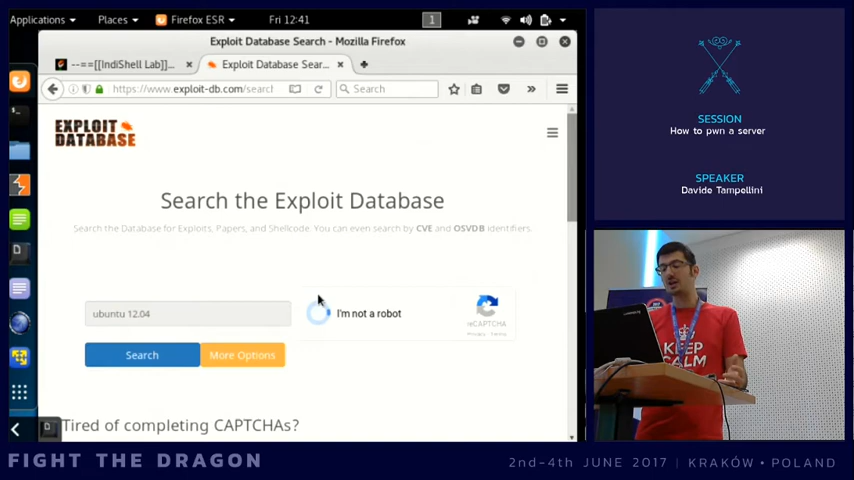 Applications
Places
Firefox ESR
Fri 12:41
1
Exploit Database Search - Mozilla Firefox
--==[[IndiShell Lab]]...
Exploit Database Sear...
https://www.exploit-db.com/search
Search
EXPLOIT
DATABASE
Search the Exploit Database
Search the Database for Exploits, Papers, and Shellcode. You can even search by CVE and OSVDB identifiers.
ubuntu 12.04
I'm not a robot
reCAPTCHA
Privacy - Terms
Search
More Options
Tired of completing CAPTCHAs?
SESSION
How to pwn a server
SPEAKER
Davide Tampellini
KEEP
CALM
FIGHT THE DRAGON
2nd-4th JUNE 2017 | KRAKÓW • POLAND